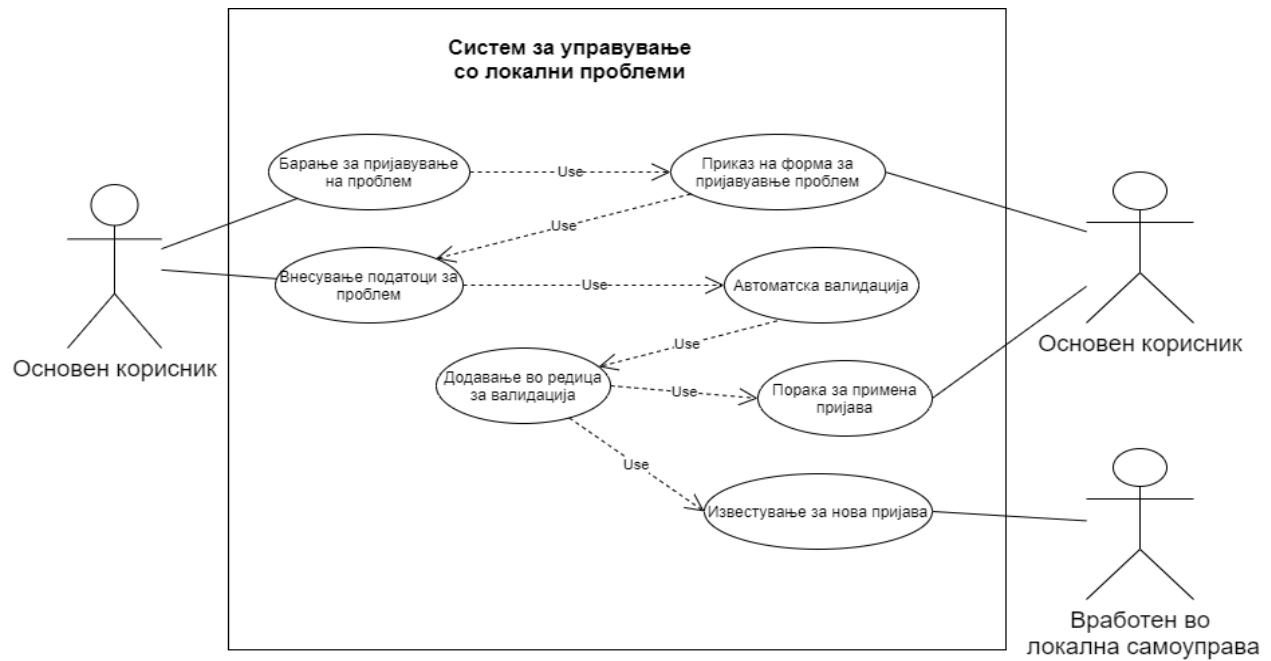 Систем за управување
со локални проблеми
Барање за пријавување
на проблем
Use
Приказ на форма за
пријавуавње проблем
Use
Внесување податоци за
проблем
Use
Автоматска валидација
Use
Додавање во редица
за валидација
Use
Порака за примена
пријава
Use
Известување за нова пријава
Основен корисник
Основен корисник
Вработен во
локална самоуправа